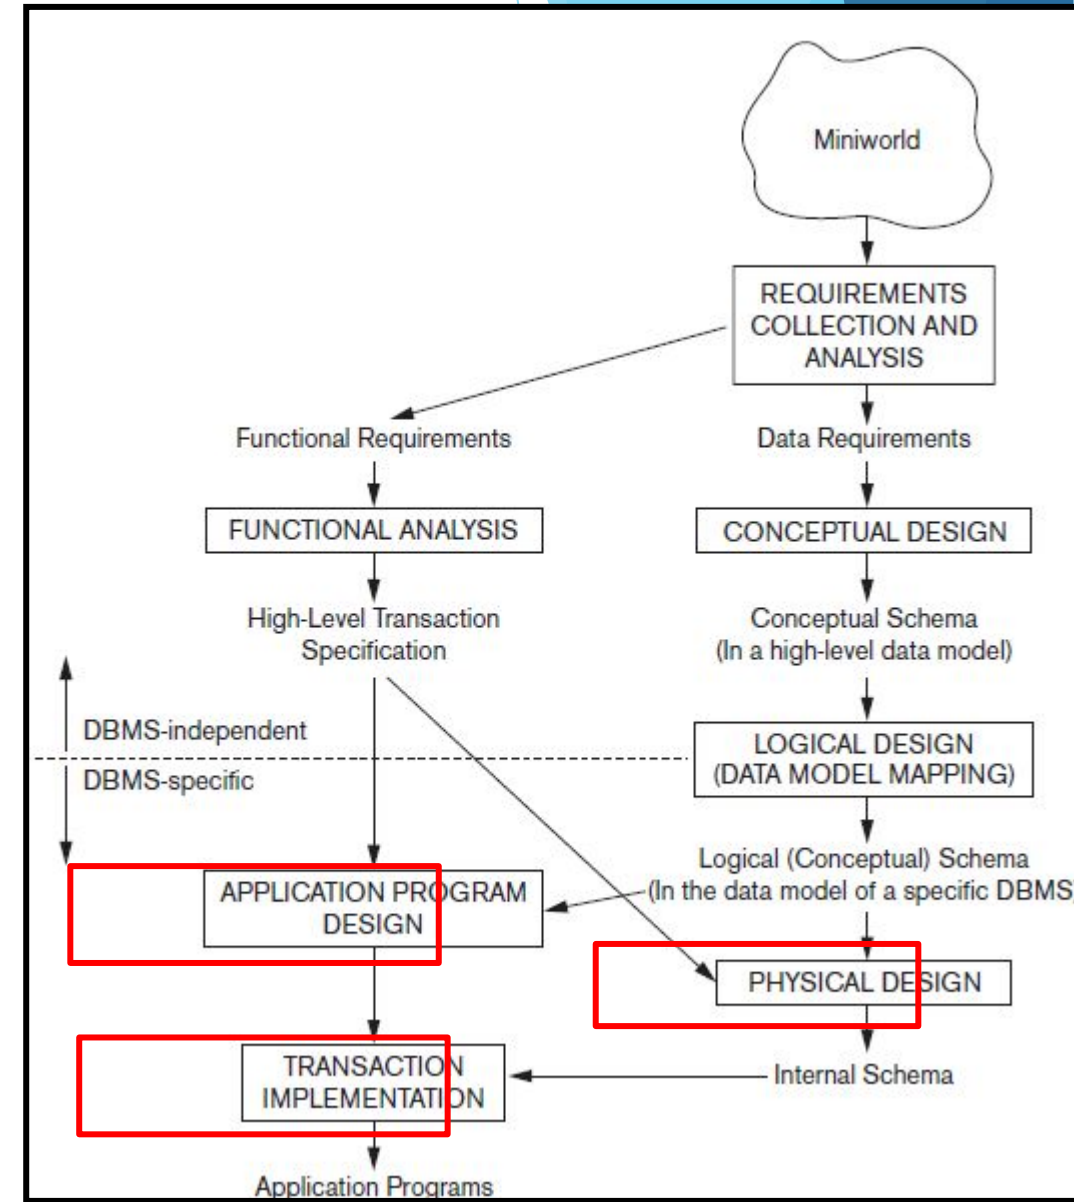 Miniworld
REQUIREMENTS
COLLECTION AND
ANALYSIS
Functional Requirements
Data Requirements
FUNCTIONAL ANALYSIS
CONCEPTUAL DESIGN
High-Level Transaction
Specification
Conceptual Schema
(In a high-level data model)
DBMS-independent
DBMS-specific
LOGICAL DESIGN
(DATA MODEL MAPPING)
Logical (Conceptual) Schema
(In the data model of a specific DBMS)
APPLICATION PROGRAM
DESIGN
PHYSICAL DESIGN
TRANSACTION
IMPLEMENTATION
Internal Schema
Application Programs